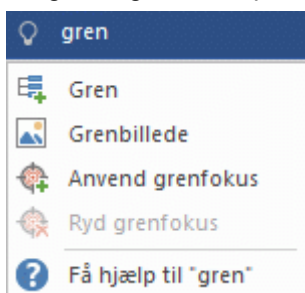 gren
Gren
Grenbillede
Anvend grenfokus
Ryd grenfokus
Få hjælp til "gren"